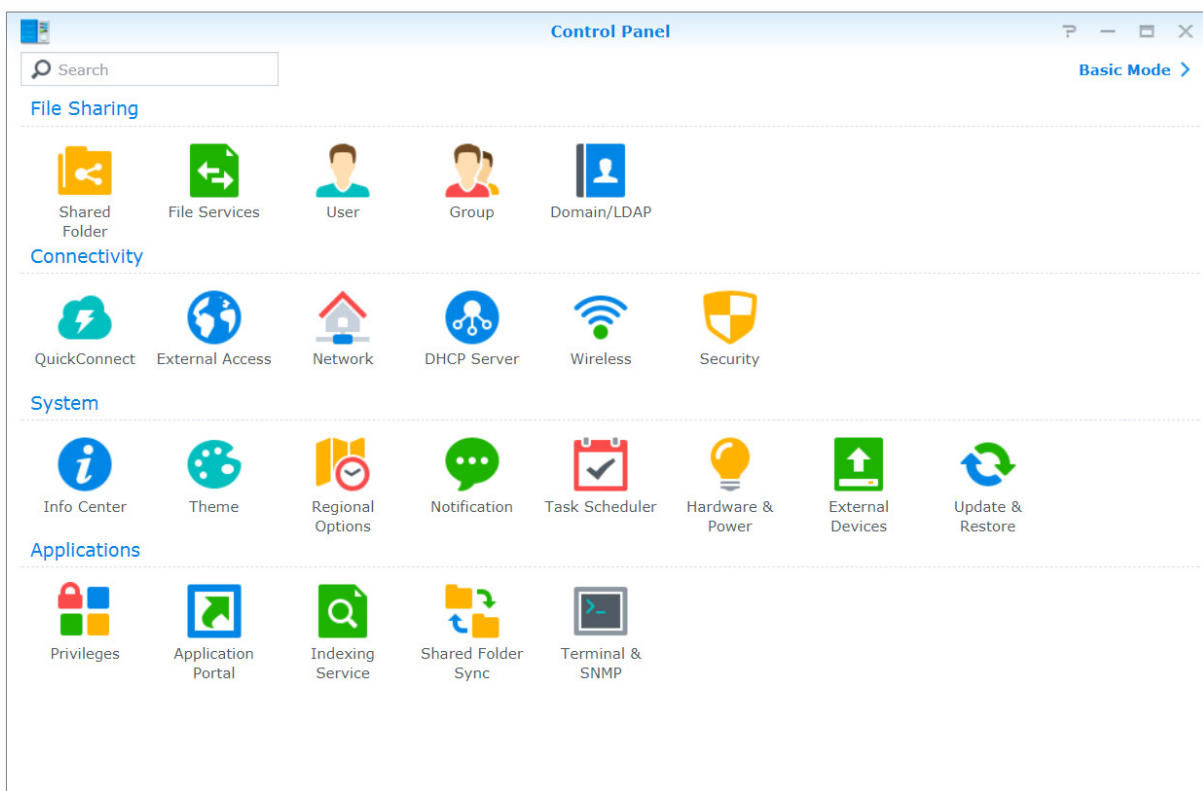 Control Panel
Search
Basic Mode
File Sharing
Shared Folder
File Services
User
Group
Domain/LDAP
Connectivity
QuickConnect
External Access
Network
DHCP Server
Wireless
Security
System
Info Center
Theme
Regional Options
Notification
Task Scheduler
Hardware & Power
External Devices
Update & Restore
Applications
Privileges
Application Portal
Indexing Service
Shared Folder Sync
Terminal & SNMP